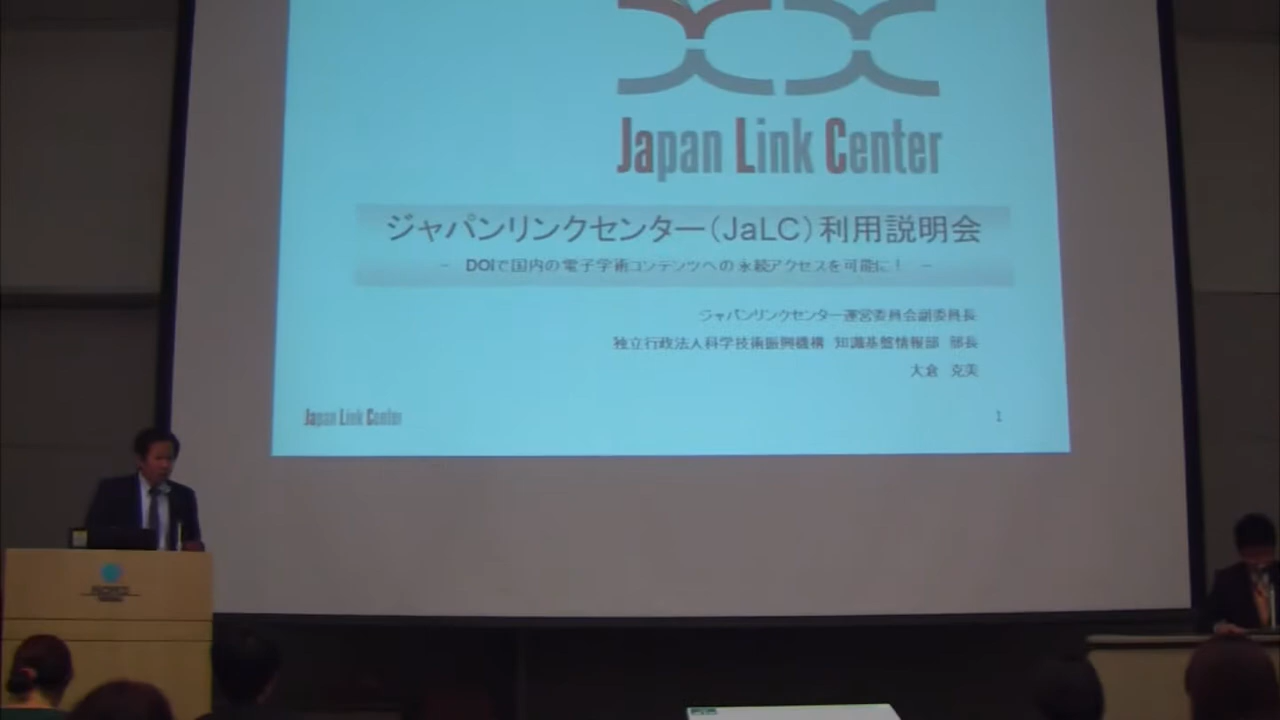 Japan Link Center
ジャパンリンクセンター(JaLC)利用説明会
- DOIで国内の電子学術コンテンツへの永続アクセスを可能に! -
ジャパンリンクセンター運営委員会副委員長
独立行政法人科学技術振興機構 知識基盤情報部 部長
大倉 克美
Japan Link Center
1